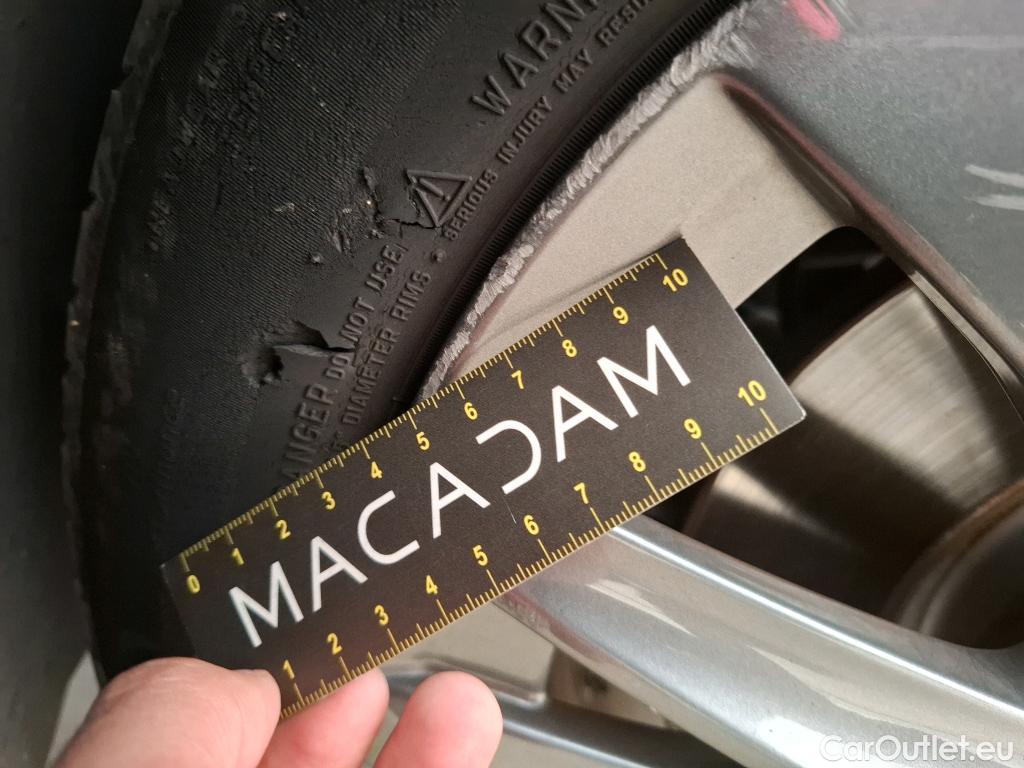 WARN
SERIOUS INJURY MAY RES
DANGER DO NOT USE
DIAMETER RIMS •
0 1 2 3 4 5 6 7 8 9 10
MACADAM
1 2 3 4 5 6 7 8 9 10
CarOutlet.eu